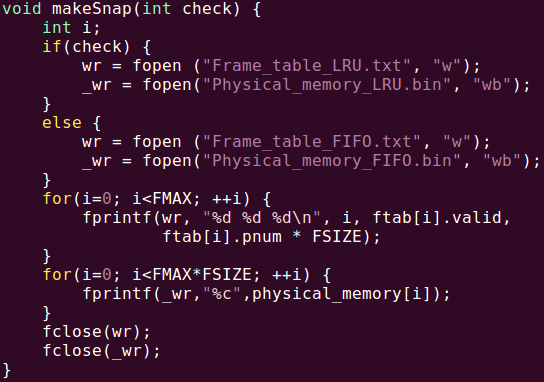 void makeSnap(int check) {
    int i;
    if(check) {
        wr = fopen ("Frame_table_LRU.txt", "w");
        _wr = fopen("Physical_memory_LRU.bin", "wb");
    }
    else {
        wr = fopen ("Frame_table_FIFO.txt", "w");
        _wr = fopen("Physical_memory_FIFO.bin", "wb");
    }
    for(i=0; i<FMAX; ++i) {
        fprintf(wr, "%d %d %d\n", i, ftab[i].valid,
                ftab[i].pnum * FSIZE);
    }
    for(i=0; i<FMAX*FSIZE; ++i) {
        fprintf(_wr,"%c",physical_memory[i]);
    }
    fclose(wr);
    fclose(_wr);
}